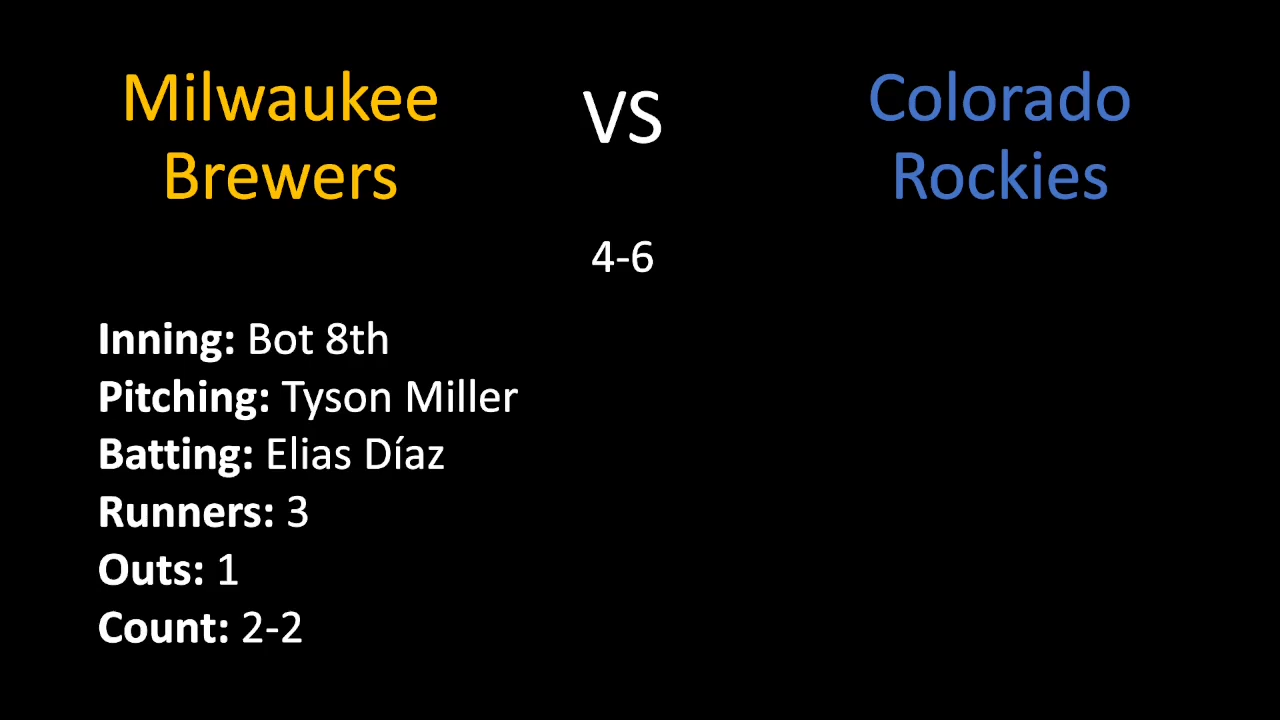 Milwaukee
Brewers
VS
Colorado
Rockies
4-6
Inning: Bot 8th
Pitching: Tyson Miller
Batting: Elias Díaz
Runners: 3
Outs: 1
Count: 2-2